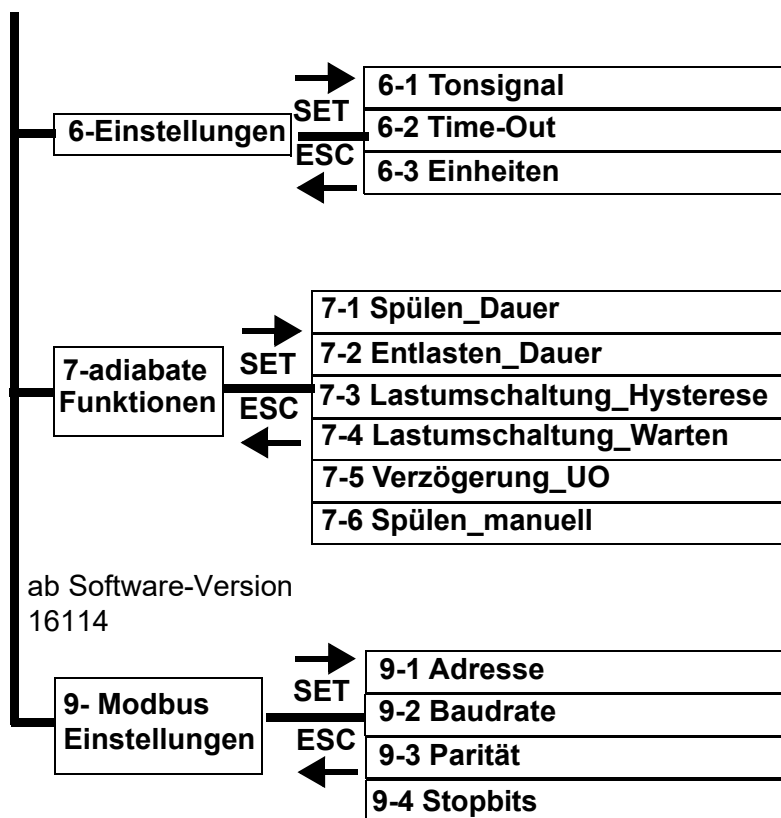 6-Einstellungen
SET
ESC
6-1 Tonsignal
6-2 Time-Out
6-3 Einheiten
7-adiabate
Funktionen
SET
ESC
7-1 Spülen_Dauer
7-2 Entlasten_Dauer
7-3 Lastumschaltung_Hysterese
7-4 Lastumschaltung_Warten
7-5 Verzögerung_UO
7-6 Spülen_manuell
ab Software-Version
16114
9- Modbus
Einstellungen
SET
ESC
9-1 Adresse
9-2 Baudrate
9-3 Parität
9-4 Stopbits